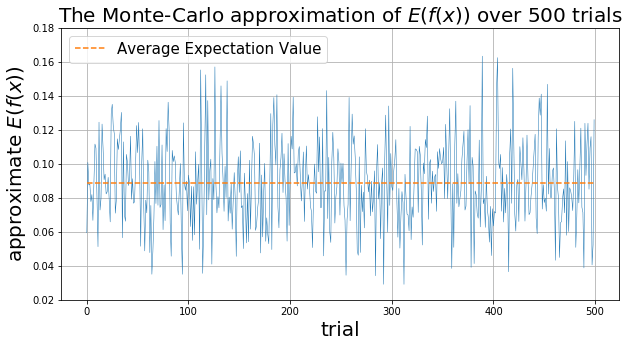 The Monte-Carlo approximation of E(f(x)) over 500 trials
Average Expectation Value
approximate E(f(x))
0.18
0.16
0.14
0.12
0.10
0.08
0.06
0.04
0.02
0 100 200 300 400 500
trial